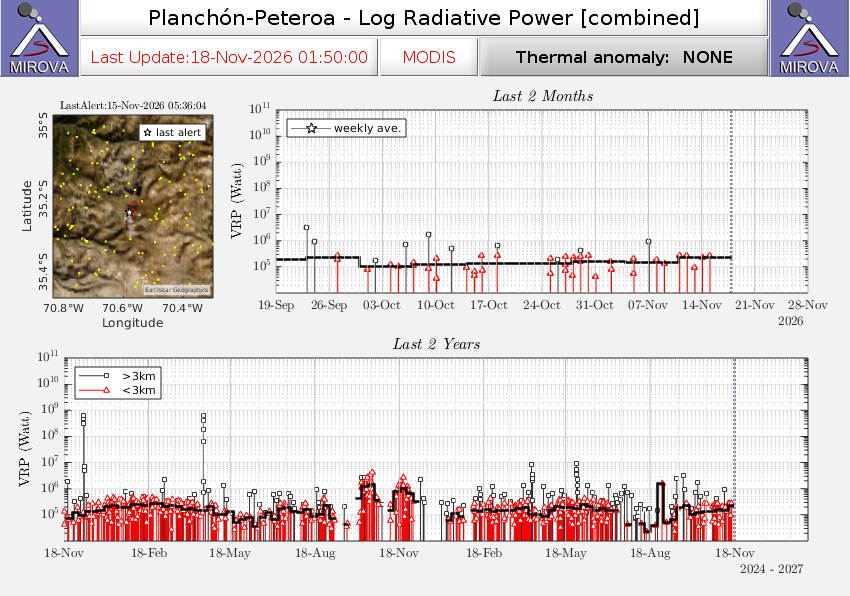 Planchón-Peteroa - Log Radiative Power [combined]
MIROVA
Last Update:18-Nov-2026 01:50:00
MODIS
Thermal anomaly: NONE
MIROVA
LastAlert:15-Nov-2026 05:36:04
last alert
35°S
35.2°S
35.4°S
Latitude
Earthstar Geographics
70.8°W 70.6°W 70.4°W
Longitude
Last 2 Months
weekly ave.
VRP (Watt)
10^11
10^10
10^9
10^8
10^7
10^6
10^5
19-Sep 26-Sep 03-Oct 10-Oct 17-Oct 24-Oct 31-Oct 07-Nov 14-Nov 21-Nov 28-Nov
2026
Last 2 Years
>3km
<3km
VRP (Watt)
10^11
10^10
10^9
10^8
10^7
10^6
10^5
18-Nov 18-Feb 18-May 18-Aug 18-Nov 18-Feb 18-May 18-Aug 18-Nov
2024 - 2027